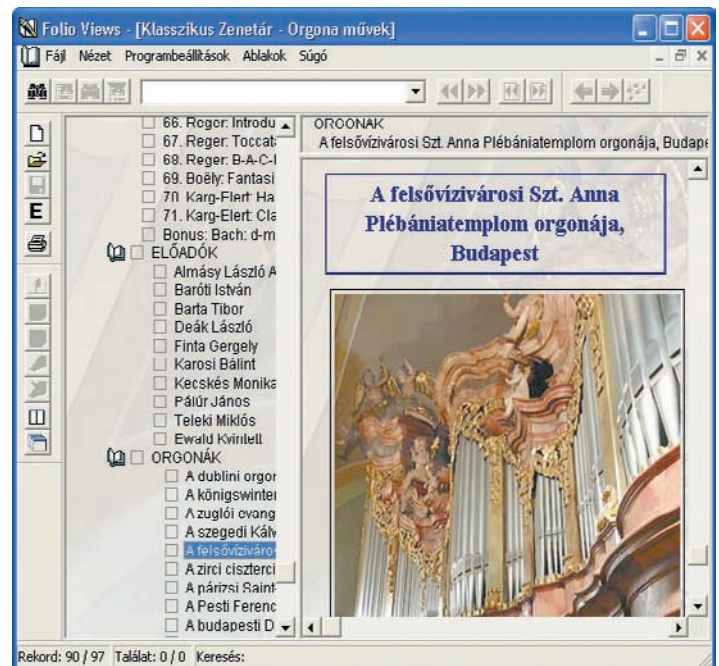 Folio Views - [Klasszikus Zenetár - Orgona művek]
Fájl Nézet Programbeállítások Ablakok Súgó
66. Reger: Introdu
67. Reger: Toccat
68. Reger: B-A-C-
69. Boëly: Fantasi
70. Karg-Elert: Ha
71. Karg-Elert: Cla
Bonus: Bach: d-m
ELŐADÓK
Almásy László A
Baróti István
Barta Tibor
Deák László
Finta Gergely
Karosi Bálint
Kecskés Monika
Pálúr János
Teleki Miklós
Ewald Kvintett
ORGONÁK
A dublini orgor
A königswinter
A zuglói evang
A szegedi Kálv
A felsővízivárosi
A zirci ciszterci
A párizsi Saint-
A Pesti Ferenc
A budapesti D
E
ORGONÁK
A felsővízivárosi Szt. Anna Plébániatemplom orgonája, Budape
A felsővízivárosi Szt. Anna
Plébániatemplom orgonája,
Budapest
Rekord: 90 / 97 Találat: 0 / 0 Keresés: